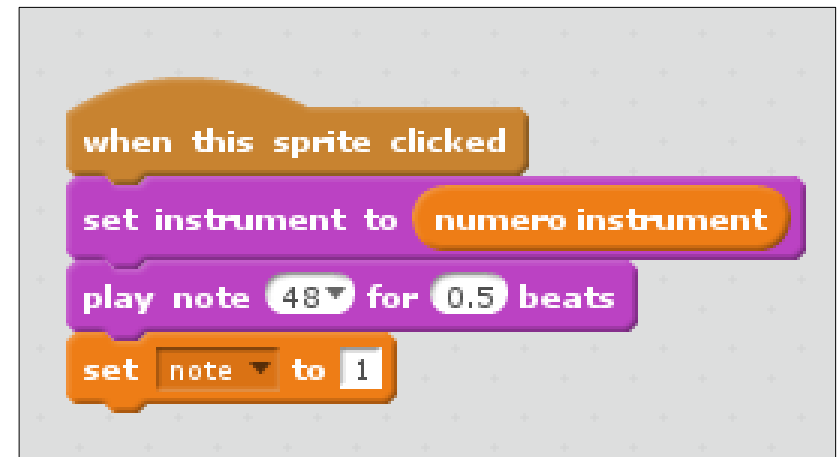 when this sprite clicked
set instrument to numero instrument
play note 48 for 0.5 beats
set note to 1